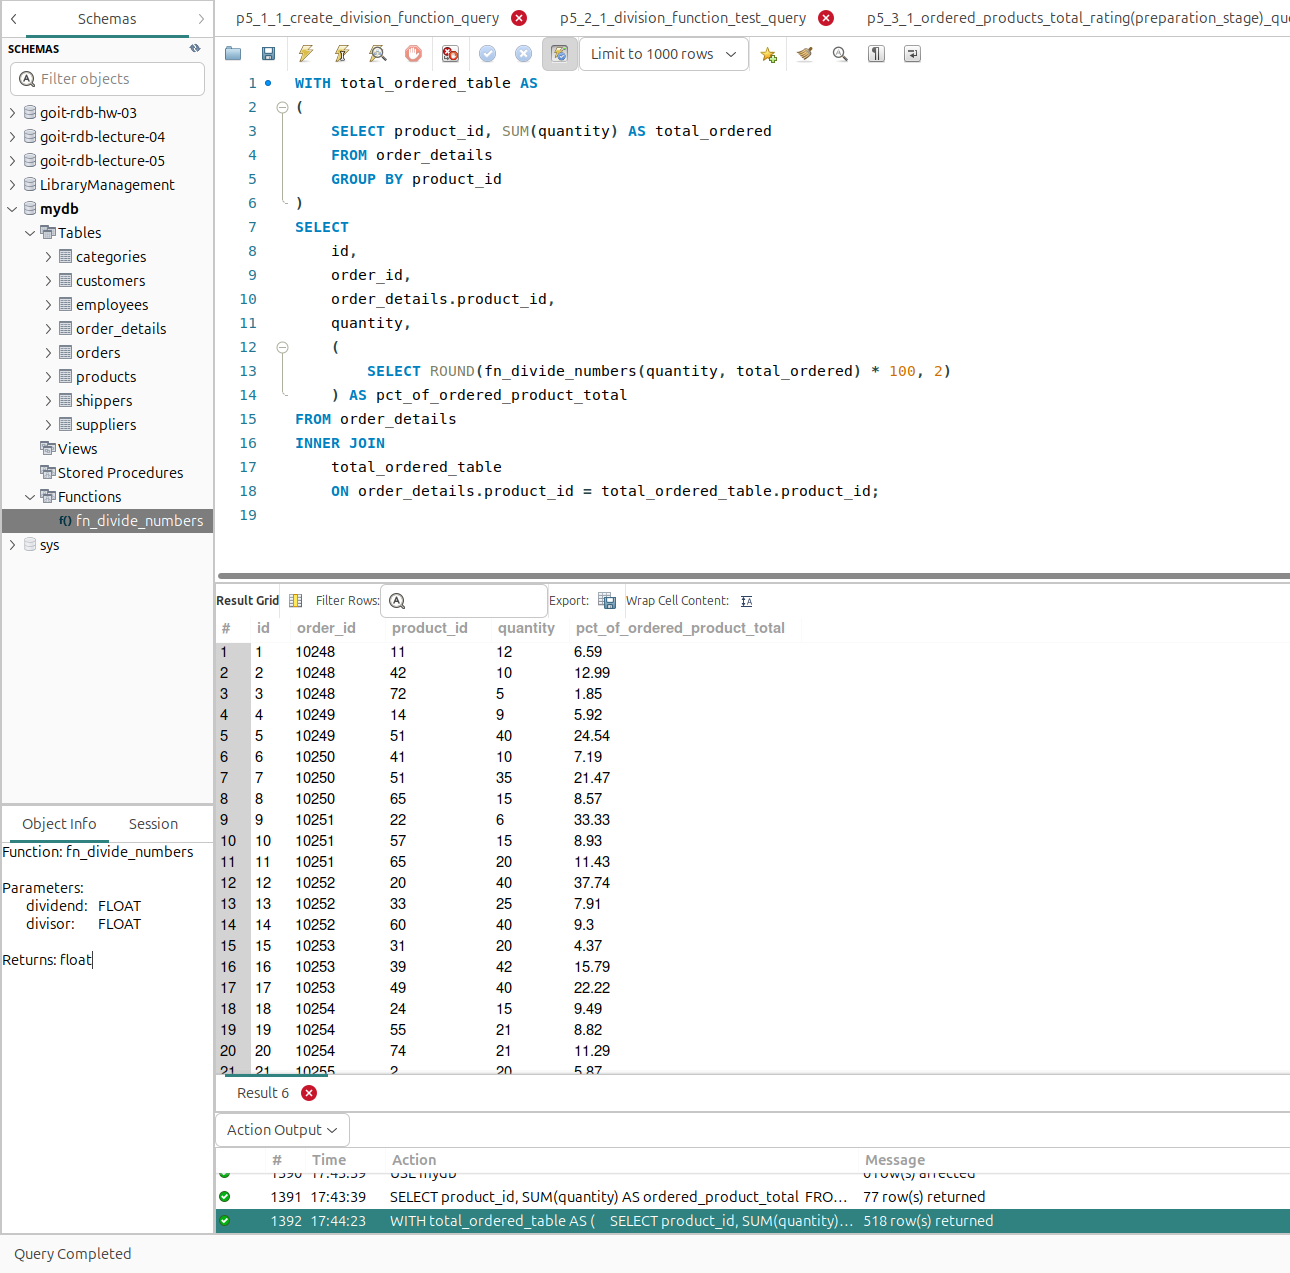 Schemas
p5_1_1_create_division_function_query
p5_2_1_division_function_test_query
p5_3_1_ordered_products_total_rating(preparation_stage)_qu
SCHEMAS
Filter objects
goit-rdb-hw-03
goit-rdb-lecture-04
goit-rdb-lecture-05
LibraryManagement
mydb
Tables
categories
customers
employees
order_details
orders
products
shippers
suppliers
Views
Stored Procedures
Functions
f() fn_divide_numbers
sys
Object Info Session
Function: fn_divide_numbers
Parameters:
dividend: FLOAT
divisor: FLOAT
Returns: float
Limit to 1000 rows
1 WITH total_ordered_table AS
2 (
3 SELECT product_id, SUM(quantity) AS total_ordered
4 FROM order_details
5 GROUP BY product_id
6 )
7 SELECT
8 id,
9 order_id,
10 order_details.product_id,
11 quantity,
12 (
13 SELECT ROUND(fn_divide_numbers(quantity, total_ordered) * 100, 2)
14 ) AS pct_of_ordered_product_total
15 FROM order_details
16 INNER JOIN
17 total_ordered_table
18 ON order_details.product_id = total_ordered_table.product_id;
19
Result Grid Filter Rows: Export: Wrap Cell Content:
# id order_id product_id quantity pct_of_ordered_product_total
1 1 10248 11 12 6.59
2 2 10248 42 10 12.99
3 3 10248 72 5 1.85
4 4 10249 14 9 5.92
5 5 10249 51 40 24.54
6 6 10250 41 10 7.19
7 7 10250 51 35 21.47
8 8 10250 65 15 8.57
9 9 10251 22 6 33.33
10 10 10251 57 15 8.93
11 11 10251 65 20 11.43
12 12 10252 20 40 37.74
13 13 10252 33 25 7.91
14 14 10252 60 40 9.3
15 15 10253 31 20 4.37
16 16 10253 39 42 15.79
17 17 10253 49 40 22.22
18 18 10254 24 15 9.49
19 19 10254 55 21 8.82
20 20 10254 74 21 11.29
21 21 10255 2 20 5.87
Result 6
Action Output
# Time Action Message
1390 17:43:39 USE mydb 0 row(s) affected
1391 17:43:39 SELECT product_id, SUM(quantity) AS ordered_product_total FRO... 77 row(s) returned
1392 17:44:23 WITH total_ordered_table AS ( SELECT product_id, SUM(quantity)... 518 row(s) returned
Query Completed